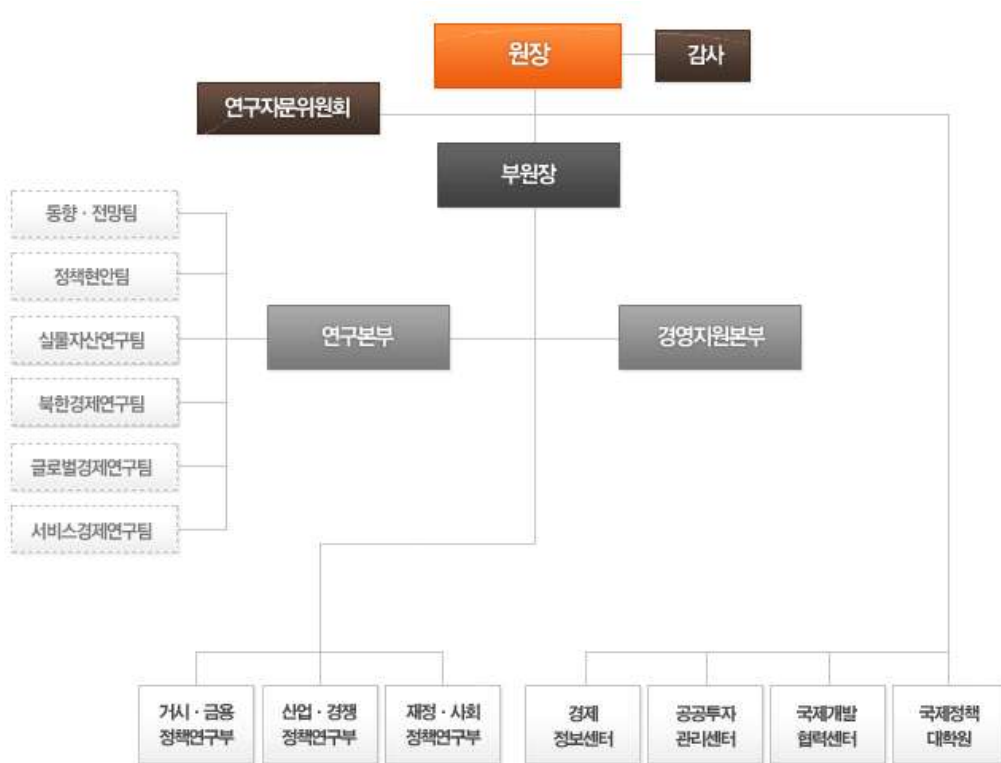 원장
감사
연구자문위원회
부원장
동향 · 전망팀
정책현안팀
실물자산연구팀
북한경제연구팀
글로벌경제연구팀
서비스경제연구팀
연구본부
경영지원본부
거시 · 금융
정책연구부
산업 · 경쟁
정책연구부
재정 · 사회
정책연구부
경제
정보센터
공공투자
관리센터
국제개발
협력센터
국제정책
대학원